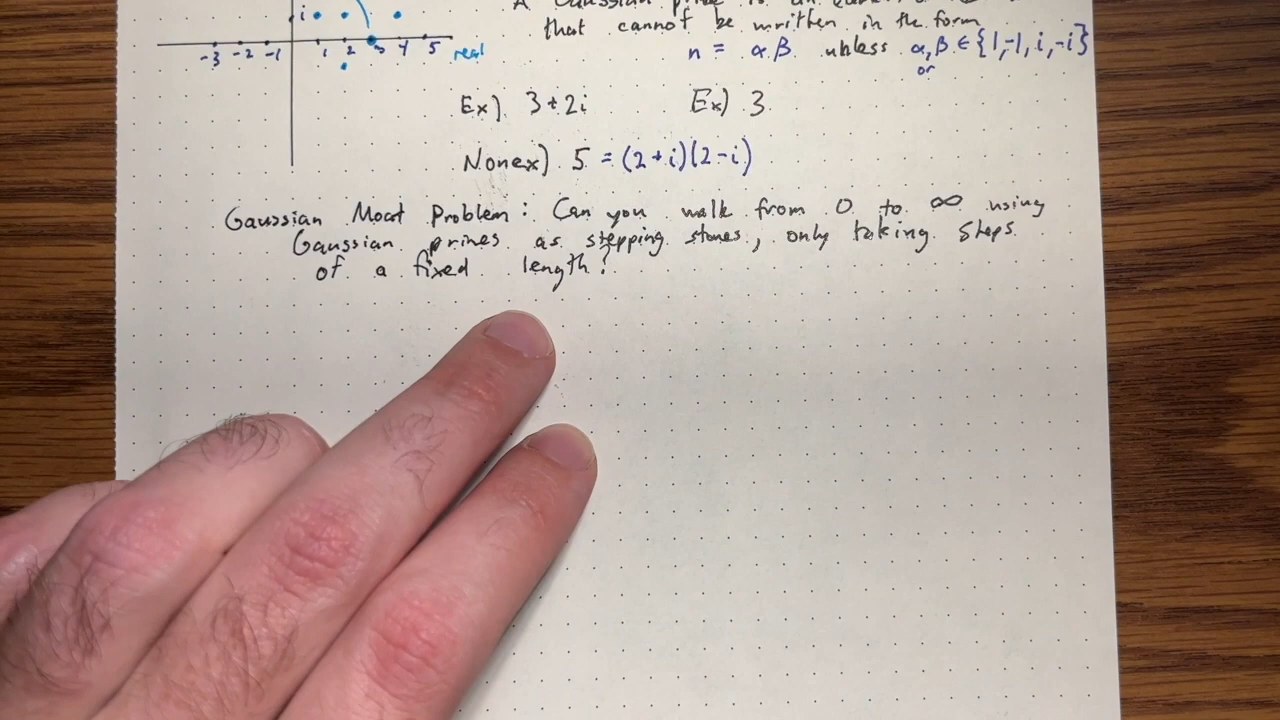 i
-3 -2 -1 1 2 3 4 5 real
A Gaussian
that cannot be written in the form
n = α.β unless α,β ∈ {1,-1,i,-i}
or
Ex) 3+2i Ex) 3
Nonex) 5 = (2+i)(2-i)
Gaussian Moat Problem: Can you walk from 0 to ∞ using
Gaussian primes as stepping stones, only taking steps
of a fixed length?